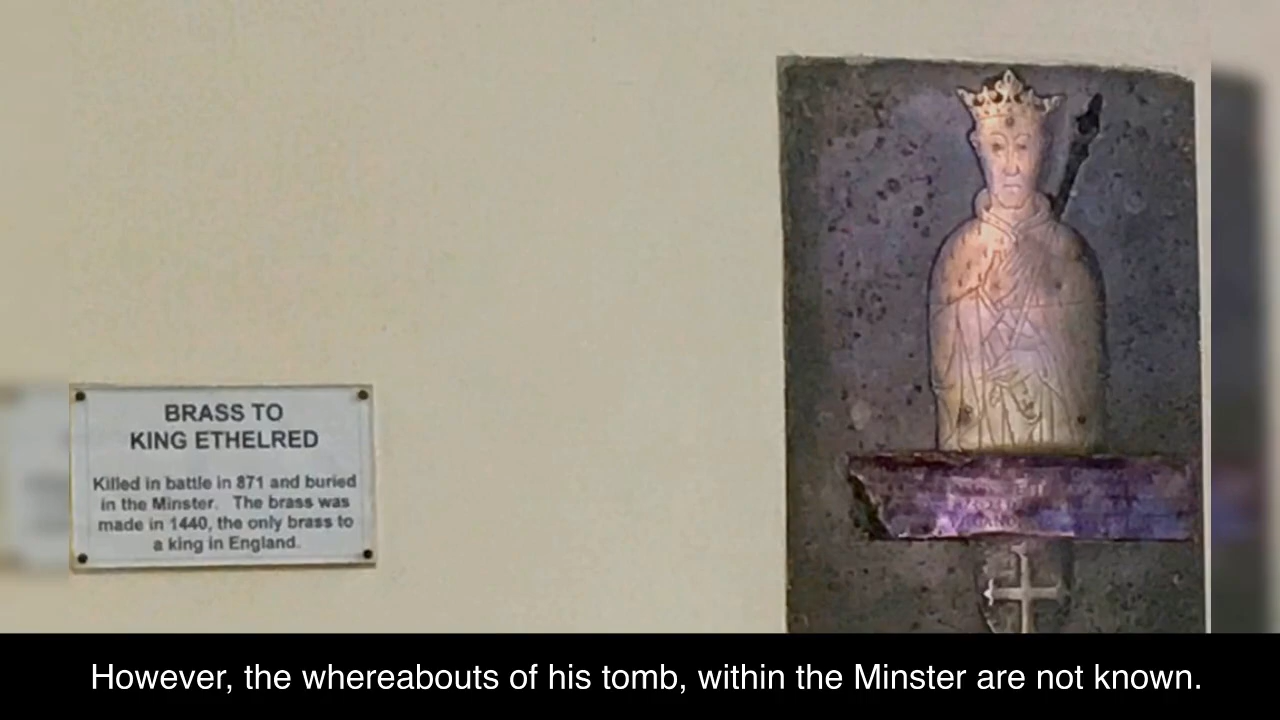 BRASS TO
KING ETHELRED
Killed in battle in 871 and buried
in the Minster. The brass was
made in 1440, the only brass to
a king in England.
However, the whereabouts of his tomb, within the Minster are not known.